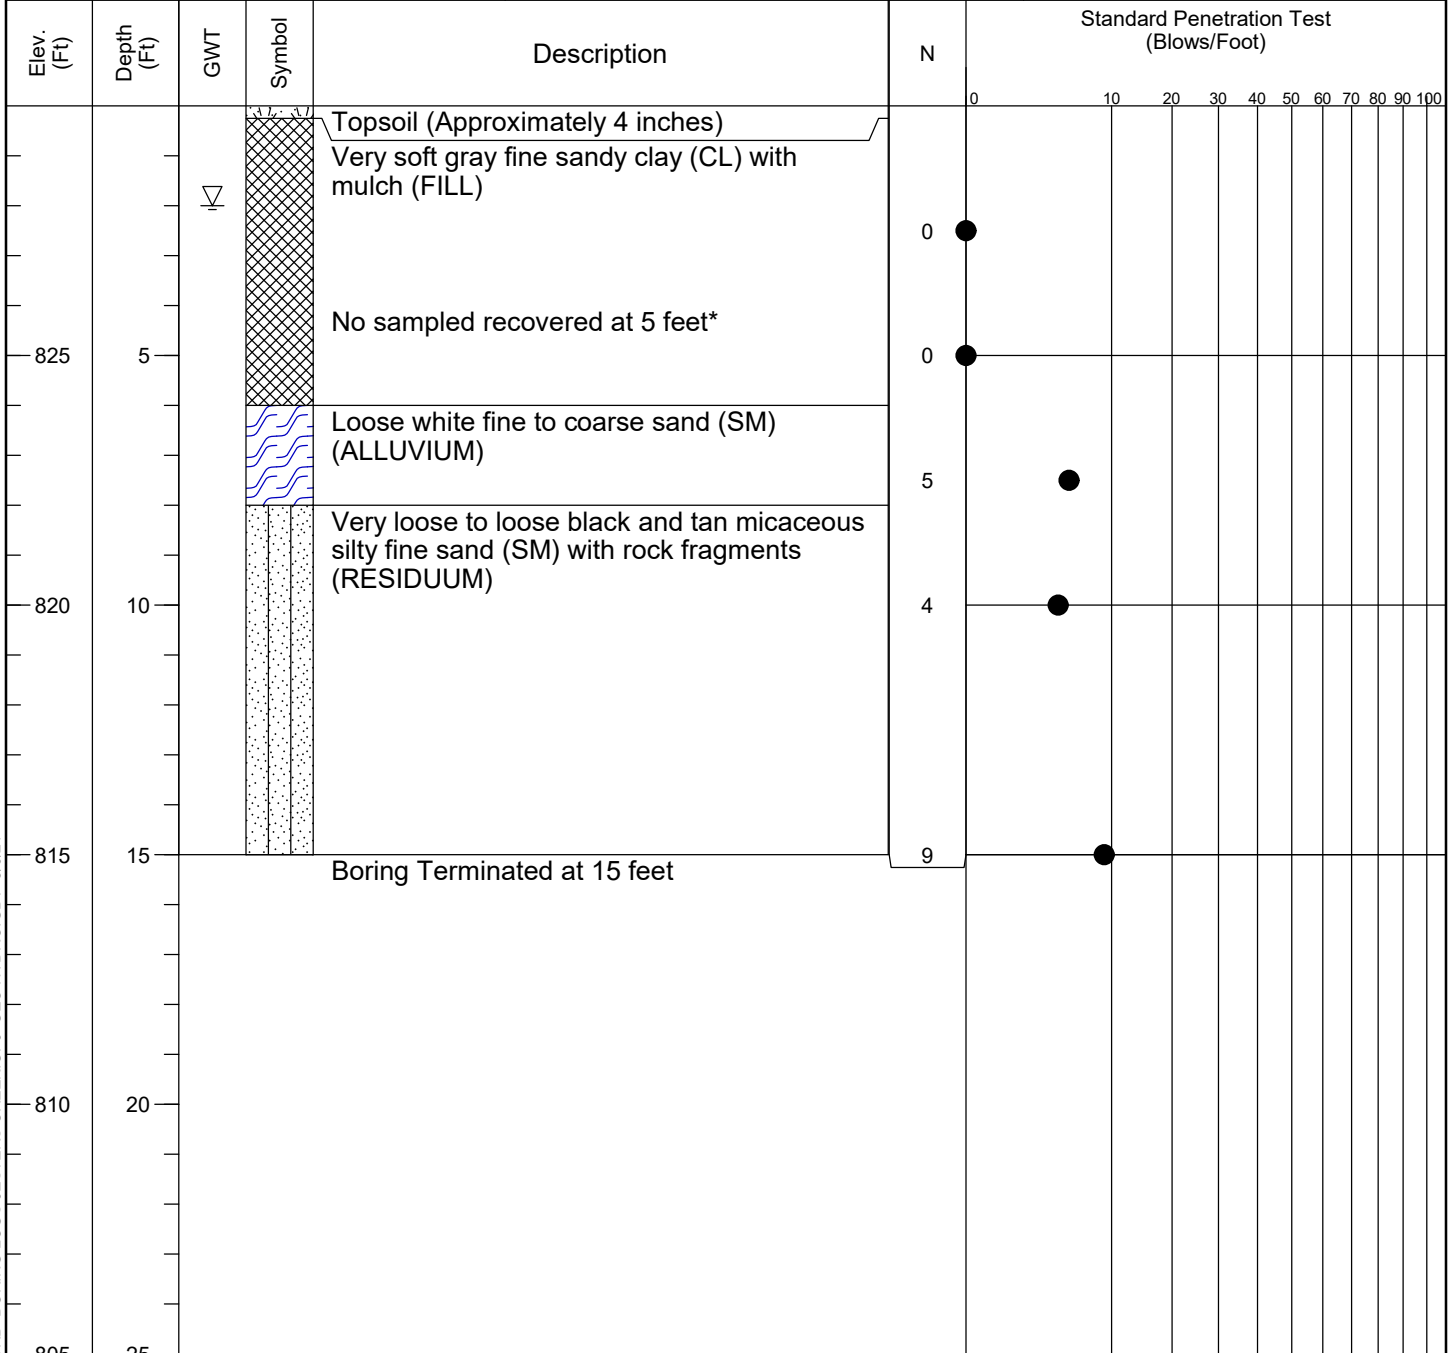 Elev. (Ft)
Depth (Ft)
GWT
Symbol
Description
N
Standard Penetration Test
(Blows/Foot)
0 10 20 30 40 50 60 70 80 90 100
Topsoil (Approximately 4 inches)
Very soft gray fine sandy clay (CL) with
mulch (FILL)
0
No sampled recovered at 5 feet*
825 5 0
Loose white fine to coarse sand (SM)
(ALLUVIUM)
5
Very loose to loose black and tan micaceous
silty fine sand (SM) with rock fragments
(RESIDUUM)
820 10 4
815 15 9
Boring Terminated at 15 feet
810 20
805 25